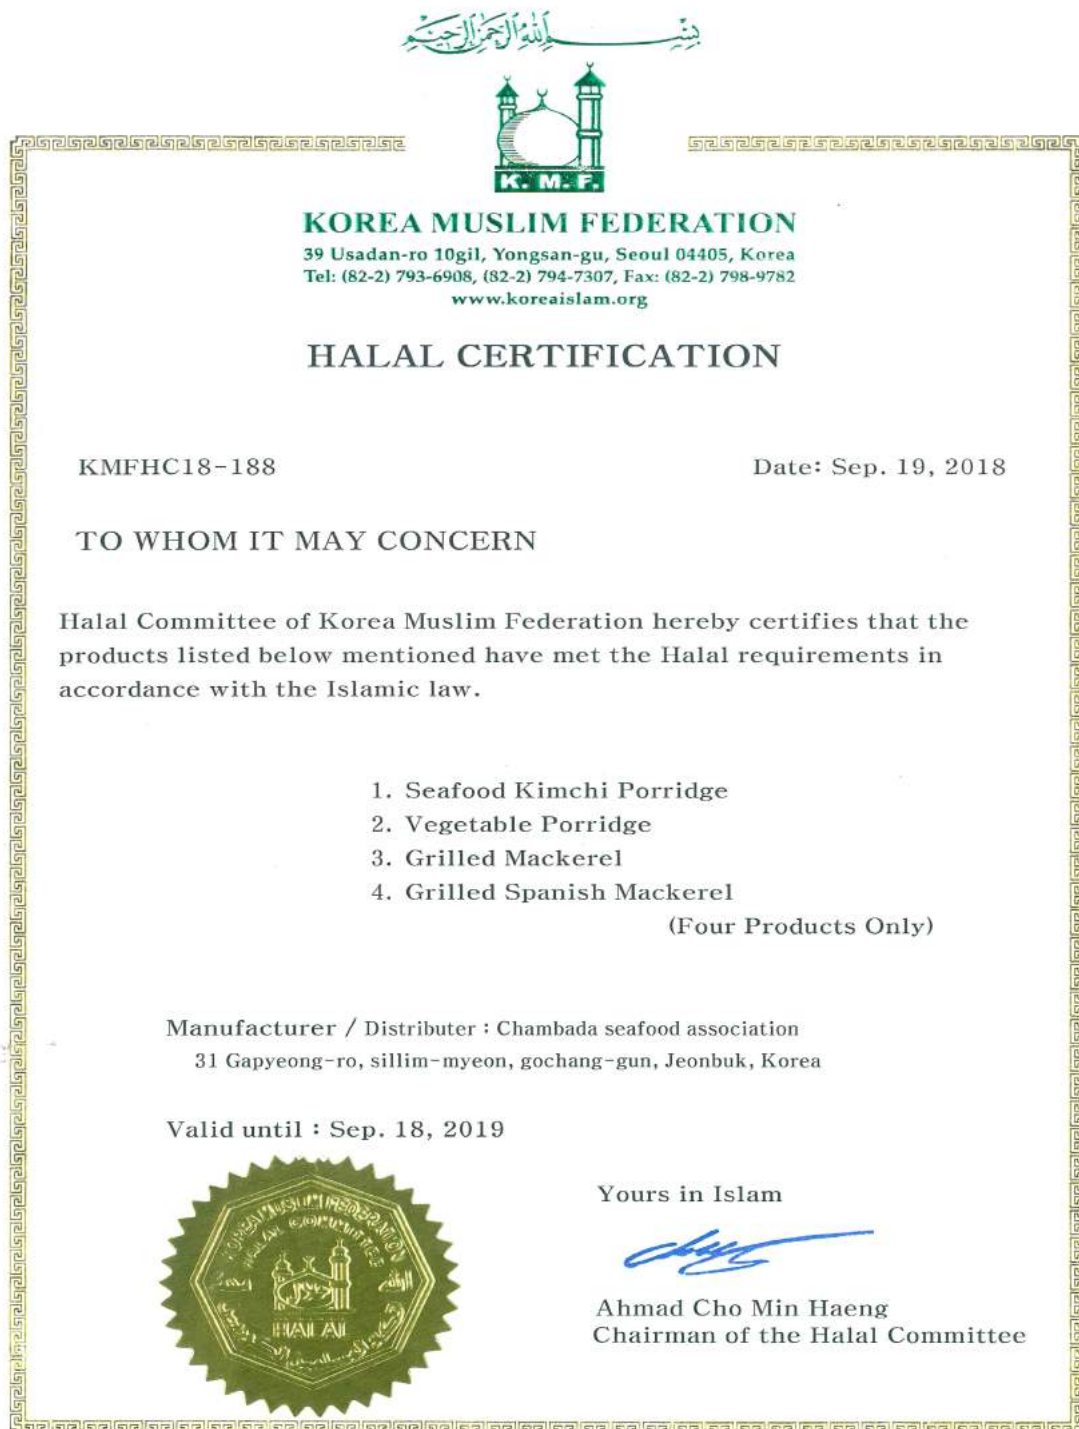 بسم الله الرحمن الرحيم
K. M. F.
KOREA MUSLIM FEDERATION
39 Usadan-ro 10gil, Yongsan-gu, Seoul 04405, Korea
Tel: (82-2) 793-6908, (82-2) 794-7307, Fax: (82-2) 798-9782
www.koreaislam.org
HALAL CERTIFICATION
KMFHC18-188
Date: Sep. 19, 2018
TO WHOM IT MAY CONCERN
Halal Committee of Korea Muslim Federation hereby certifies that the
products listed below mentioned have met the Halal requirements in
accordance with the Islamic law.
1. Seafood Kimchi Porridge
2. Vegetable Porridge
3. Grilled Mackerel
4. Grilled Spanish Mackerel
(Four Products Only)
Manufacturer / Distributer : Chambada seafood association
31 Gapyeong-ro, sillim-myeon, gochang-gun, Jeonbuk, Korea
Valid until : Sep. 18, 2019
KOREA MUSLIM FEDERATION
HALAL COMMITTEE
HALAL
Yours in Islam
Ahmad Cho Min Haeng
Chairman of the Halal Committee